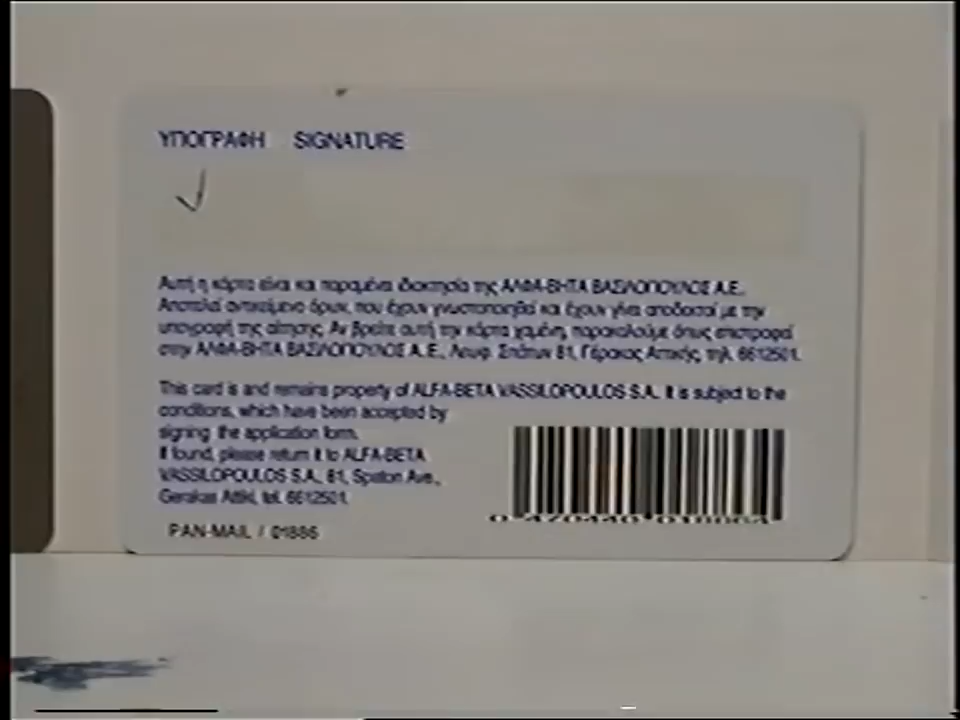 ΥΠΟΓΡΑΦΗ SIGNATURE
Αυτή η κάρτα είναι και παραμένει ιδιοκτησία της ΑΛΦΑ-ΒΗΤΑ ΒΑΣΙΛΟΠΟΥΛΟΣ Α.Ε..
Αποτελεί αντικείμενο όρων, που έχουν γνωστοποιηθεί και έχουν γίνει αποδεκτοί με την
υπογραφή της αίτησης. Αν βρείτε αυτή την κάρτα χαμένη, παρακαλούμε όπως επιστραφεί
στην ΑΛΦΑ-ΒΗΤΑ ΒΑΣΙΛΟΠΟΥΛΟΣ Α.Ε., Λεωφ. Σπάτων 81, Γέρακας Αττικής, τηλ. 6612501.
This card is and remains property of ALFA-BETA VASSILOPOULOS S.A. It is subject to the
conditions, which have been accepted by
signing the application form.
If found, please return it to ALFA-BETA
VASSILOPOULOS S.A., 81, Spaton Ave.,
Gerakas Attiki, tel. 6612501.
PAN-MAIL / 01886